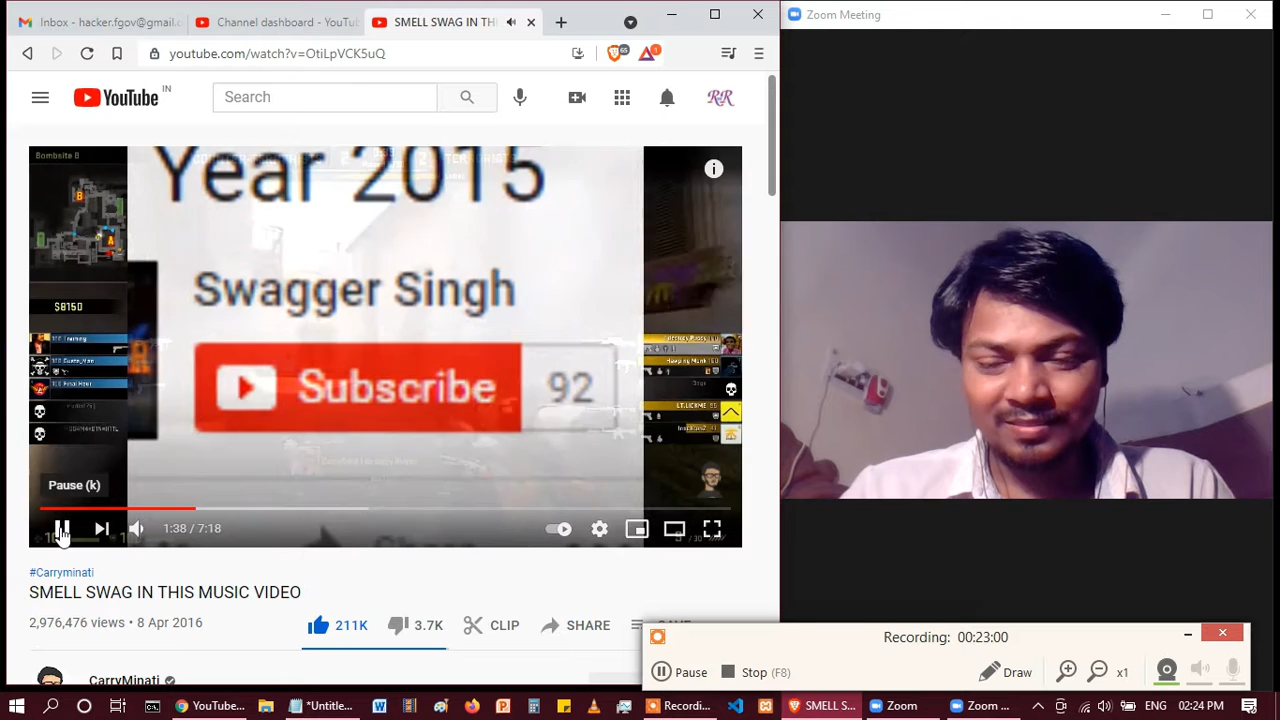 Inbox - hacker.fgov@gmail.c
Channel dashboard - YouTu
SMELL SWAG IN THI
Zoom Meeting
youtube.com/watch?v=OtiLpVCK5uQ
65
1
YouTube IN
Search
RR
Bombsite B
B
A
$8150
Year 2015
Swagger Singh
Subscribe 92
Pause (k)
1:38 / 7:18
#Carryminati
SMELL SWAG IN THIS MUSIC VIDEO
2,976,476 views • 8 Apr 2016
211K
3.7K
CLIP
SHARE
CarryMinati
Recording: 00:23:00
Pause
Stop (F8)
Draw
x1
YouTube...
*Untitle...
Recordi...
SMELL S...
Zoom
Zoom ...
ENG
02:24 PM